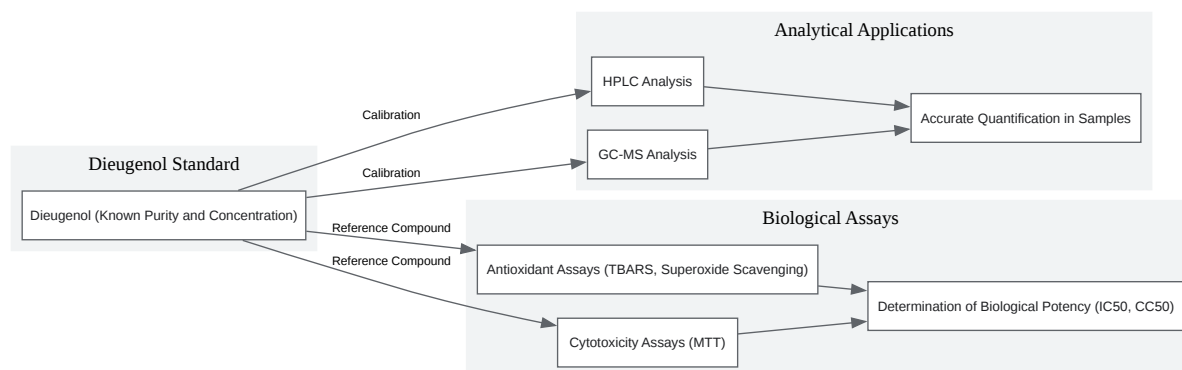 Analytical Applications
HPLC Analysis
Calibration
Accurate Quantification in Samples
GC-MS Analysis
Dieugenol Standard
Calibration
Dieugenol (Known Purity and Concentration)
Biological Assays
Reference Compound
Reference Compound
Antioxidant Assays (TBARS, Superoxide Scavenging)
Determination of Biological Potency (IC50, CC50)
Cytotoxicity Assays (MTT)